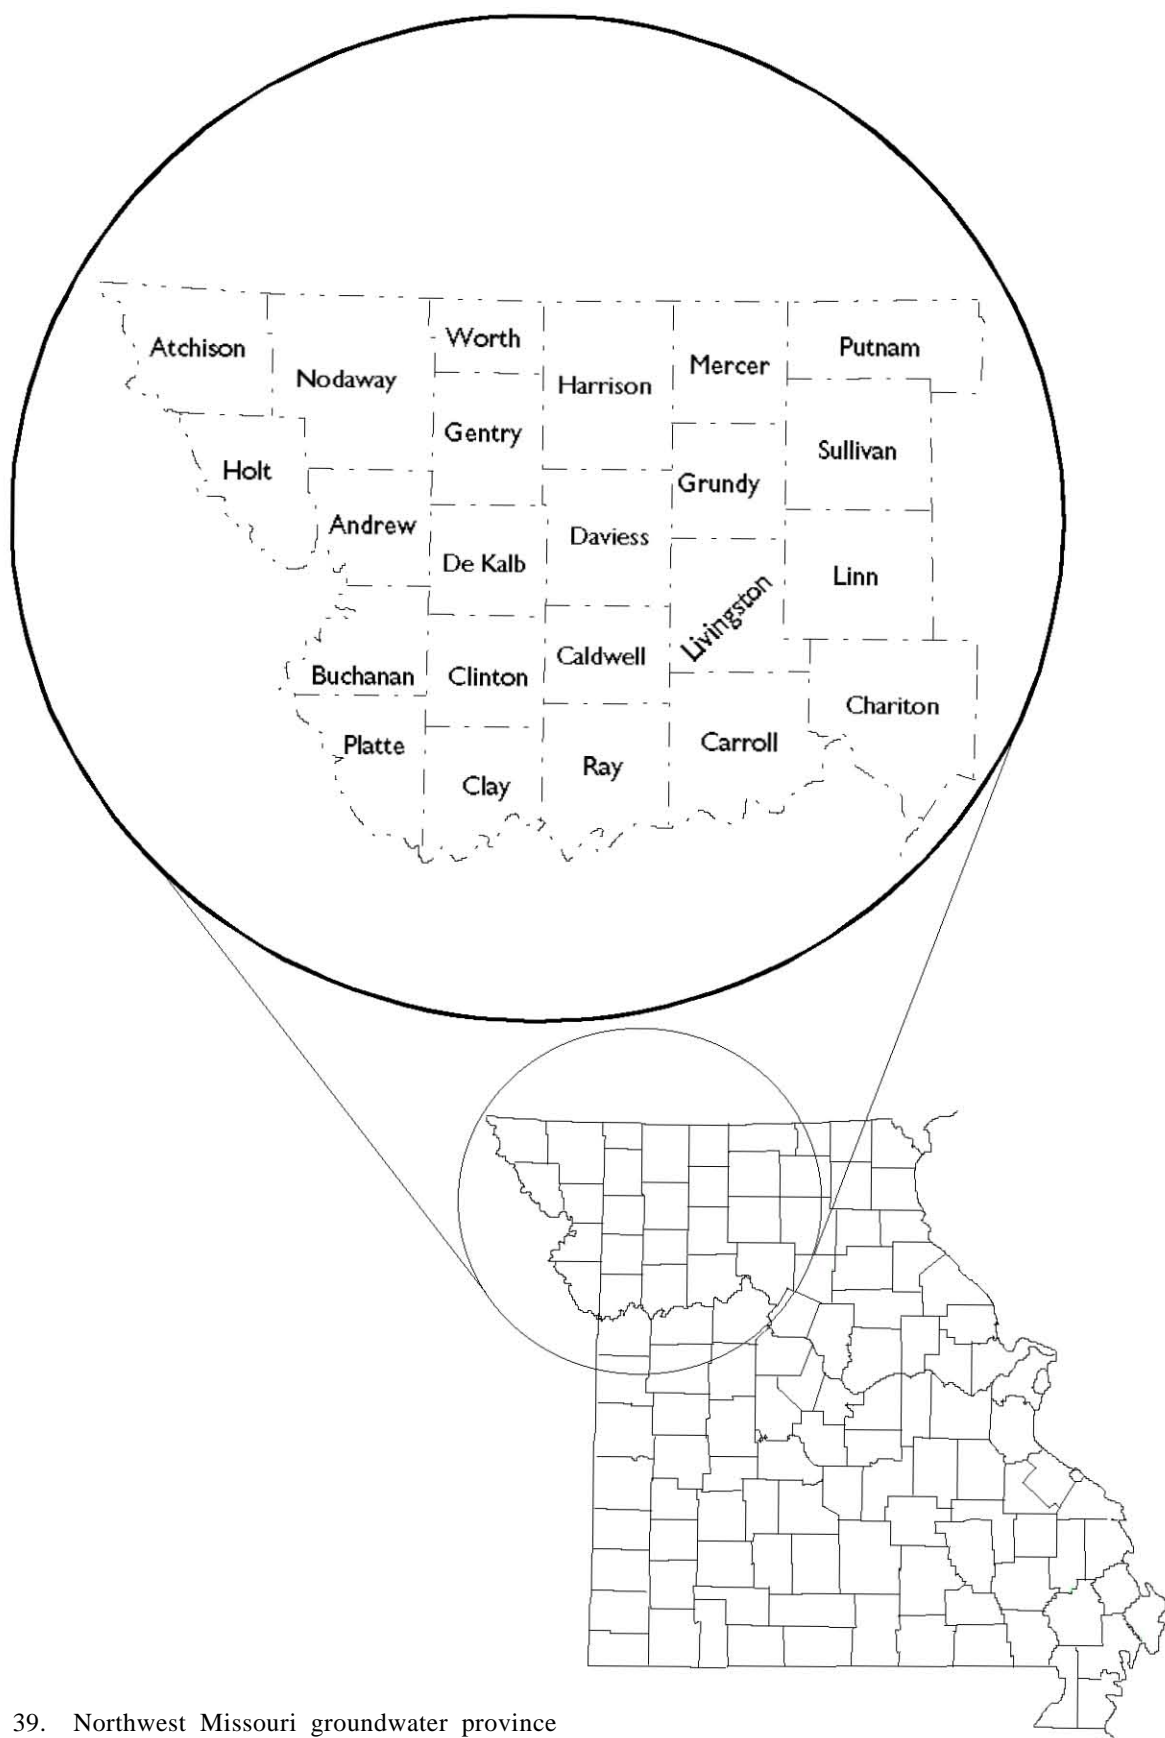 Atchison
Nodaway
Worth
Harrison
Mercer
Putnam
Gentry
Sullivan
Holt
Grundy
Andrew
Daviess
De Kalb
Linn
Livingston
Caldwell
Buchanan
Clinton
Chariton
Platte
Carroll
Ray
Clay
39. Northwest Missouri groundwater province